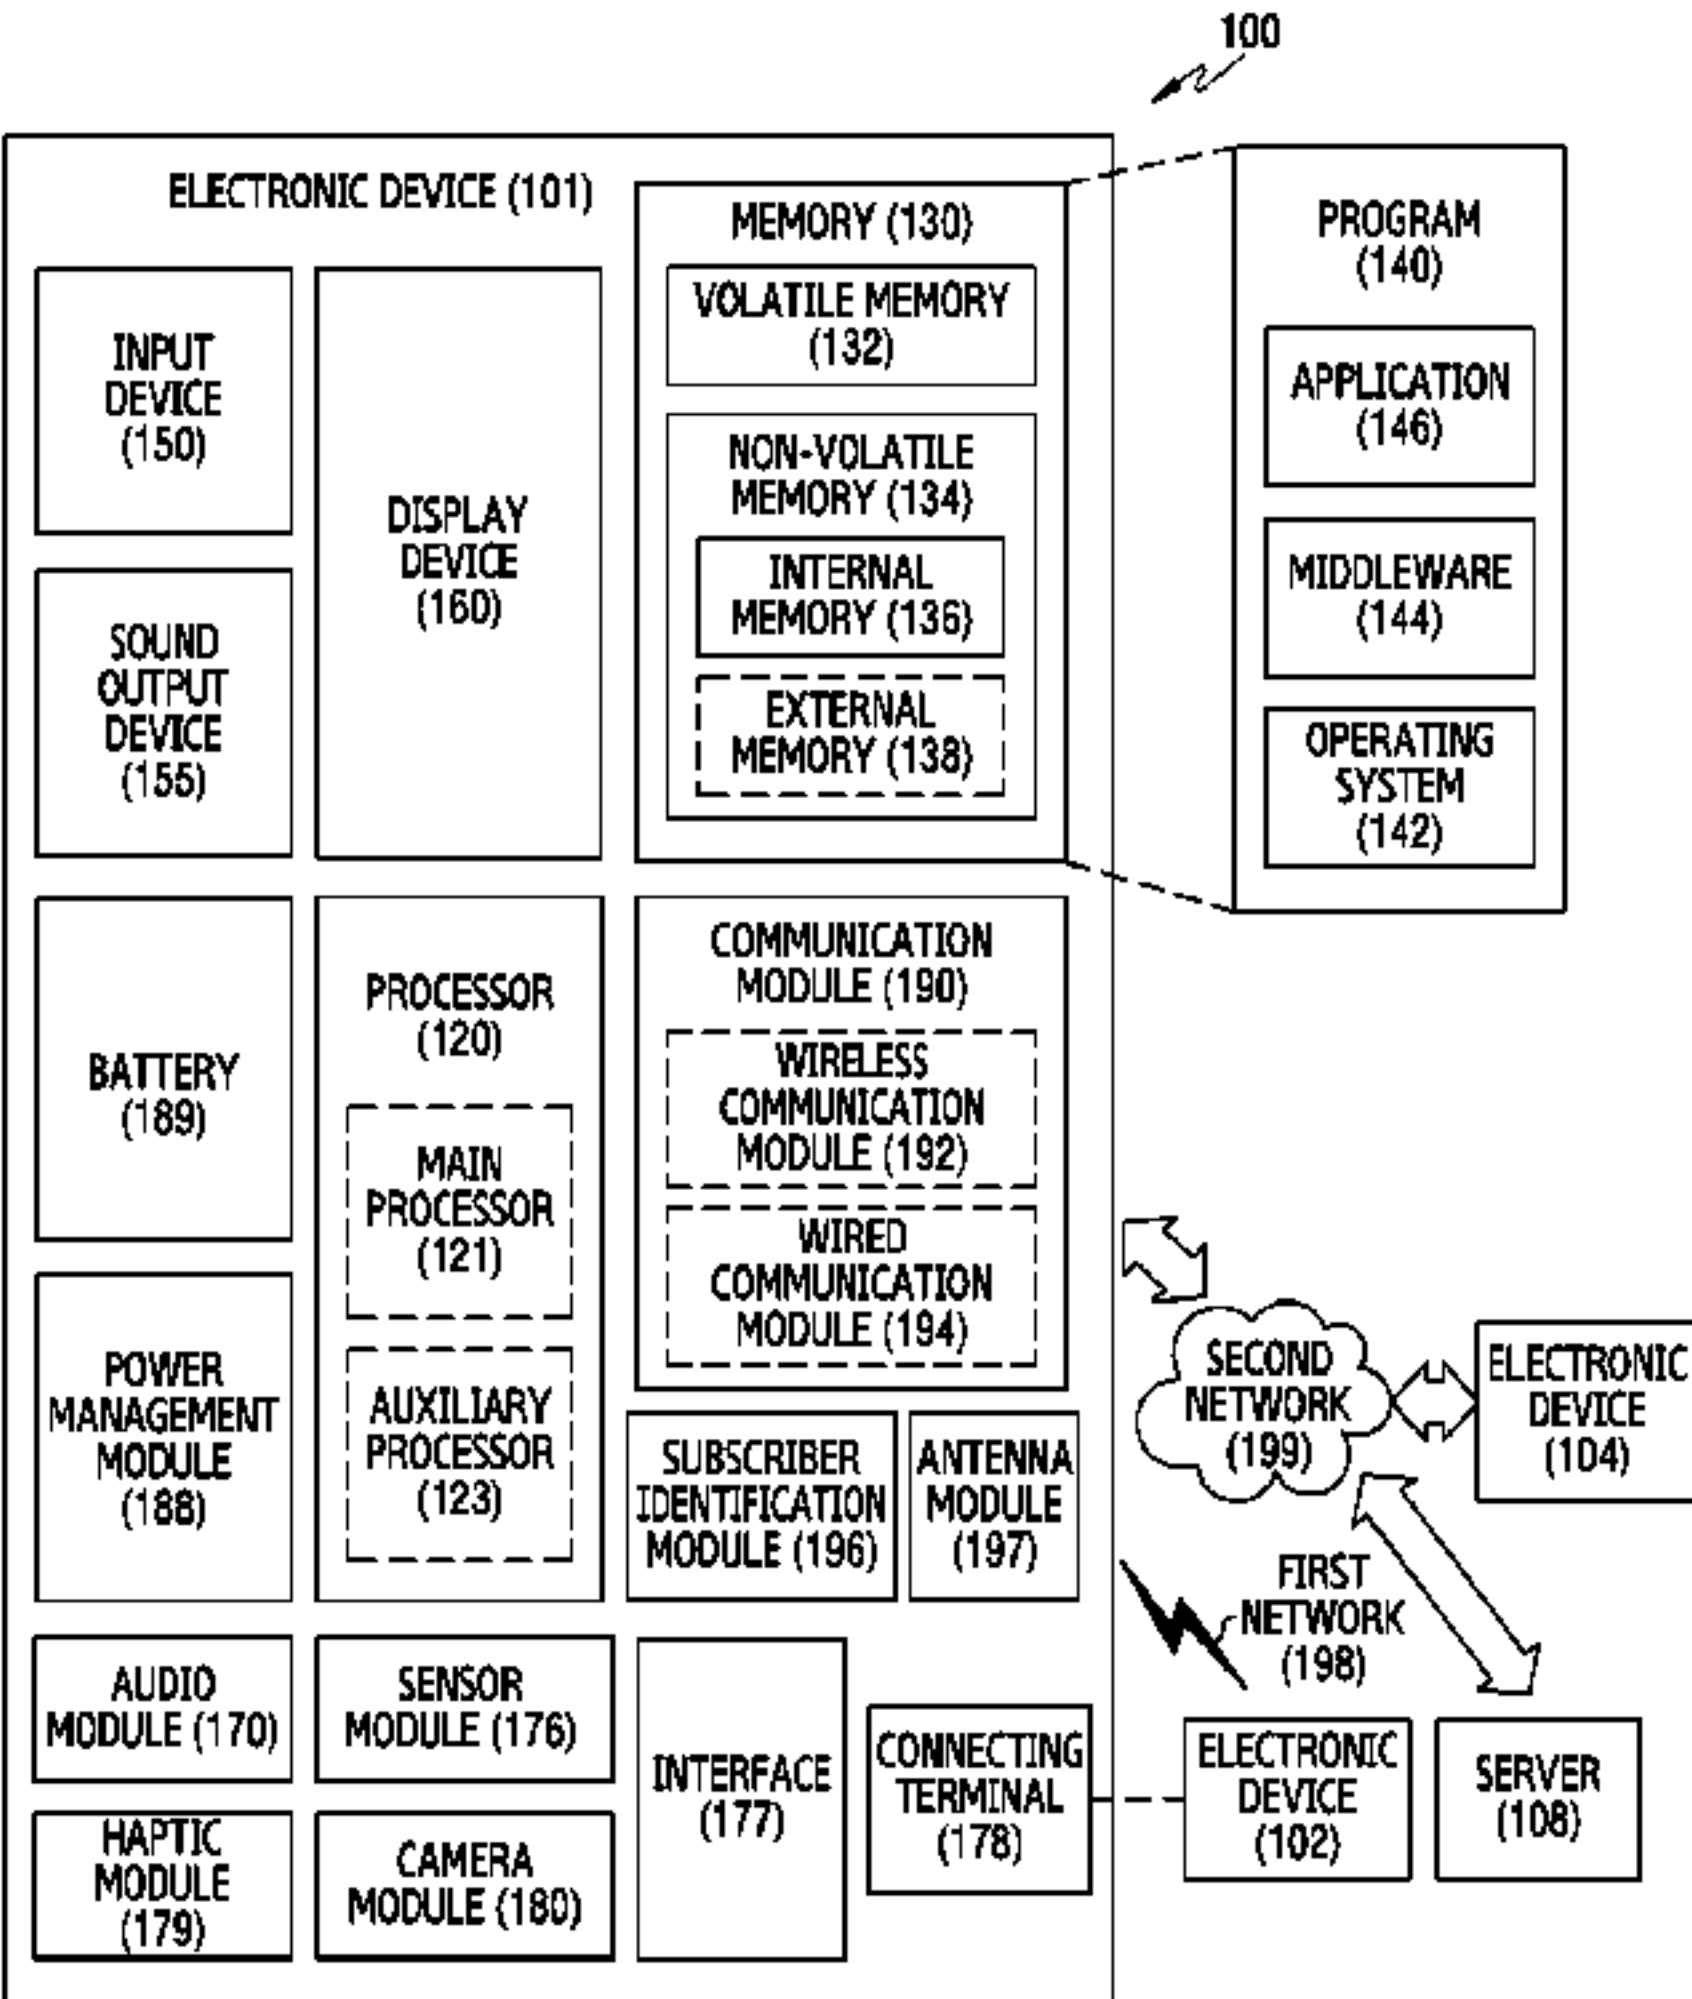 100
ELECTRONIC DEVICE (101)
INPUT
DEVICE
(150)
SOUND
OUTPUT
DEVICE
(155)
DISPLAY
DEVICE
(160)
MEMORY (130)
VOLATILE MEMORY
(132)
NON-VOLATILE
MEMORY (134)
INTERNAL
MEMORY (136)
EXTERNAL
MEMORY (138)
PROGRAM
(140)
APPLICATION
(146)
MIDDLEWARE
(144)
OPERATING
SYSTEM
(142)
BATTERY
(189)
POWER
MANAGEMENT
MODULE
(188)
PROCESSOR
(120)
MAIN
PROCESSOR
(121)
AUXILIARY
PROCESSOR
(123)
COMMUNICATION
MODULE (190)
WIRELESS
COMMUNICATION
MODULE (192)
WIRED
COMMUNICATION
MODULE (194)
SUBSCRIBER
IDENTIFICATION
MODULE (196)
ANTENNA
MODULE
(197)
SECOND
NETWORK
(199)
ELECTRONIC
DEVICE
(104)
FIRST
NETWORK
(198)
AUDIO
MODULE (170)
SENSOR
MODULE (176)
HAPTIC
MODULE
(179)
CAMERA
MODULE (180)
INTERFACE
(177)
CONNECTING
TERMINAL
(178)
ELECTRONIC
DEVICE
(102)
SERVER
(108)